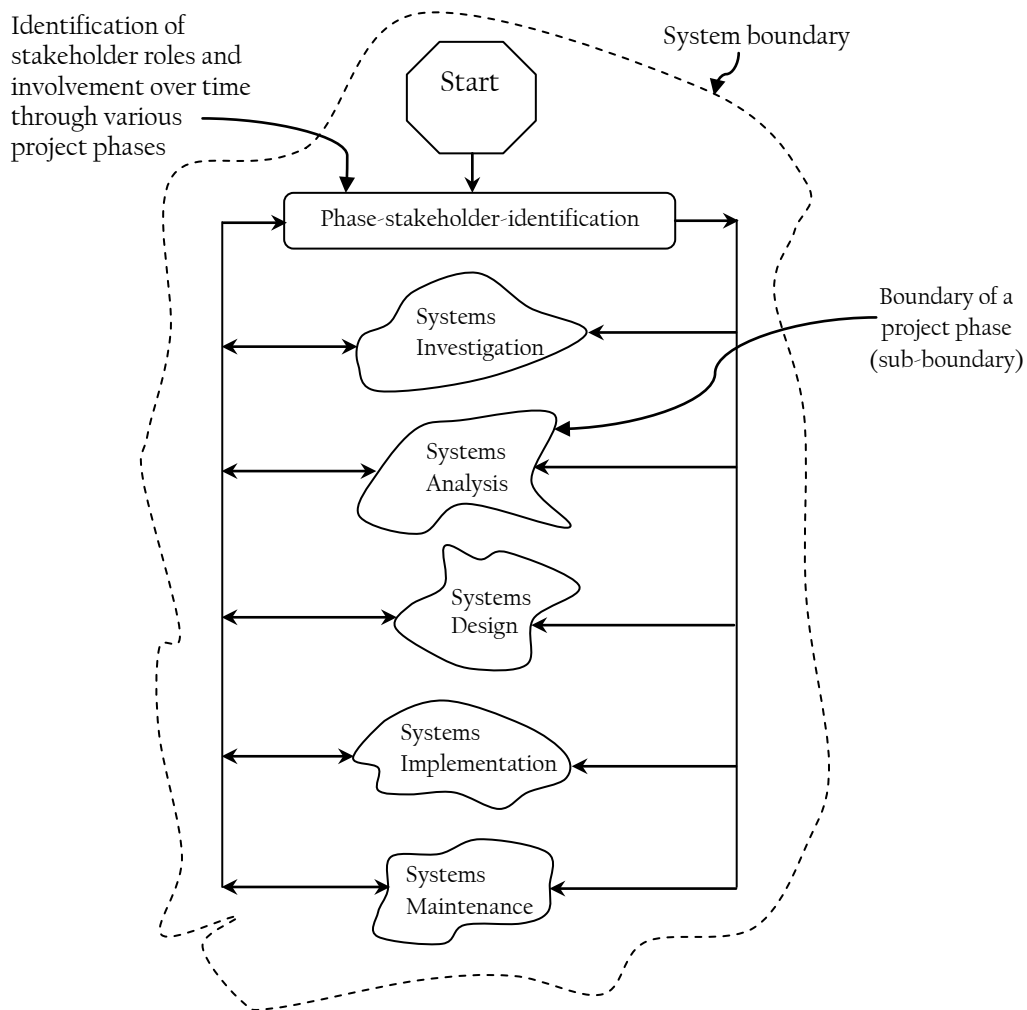 Identification of
stakeholder roles and
involvement over time
through various
project phases
System boundary
Start
Phase-stakeholder-identification
Boundary of a
project phase
(sub-boundary)
Systems
Investigation
Systems
Analysis
Systems
Design
Systems
Implementation
Systems
Maintenance